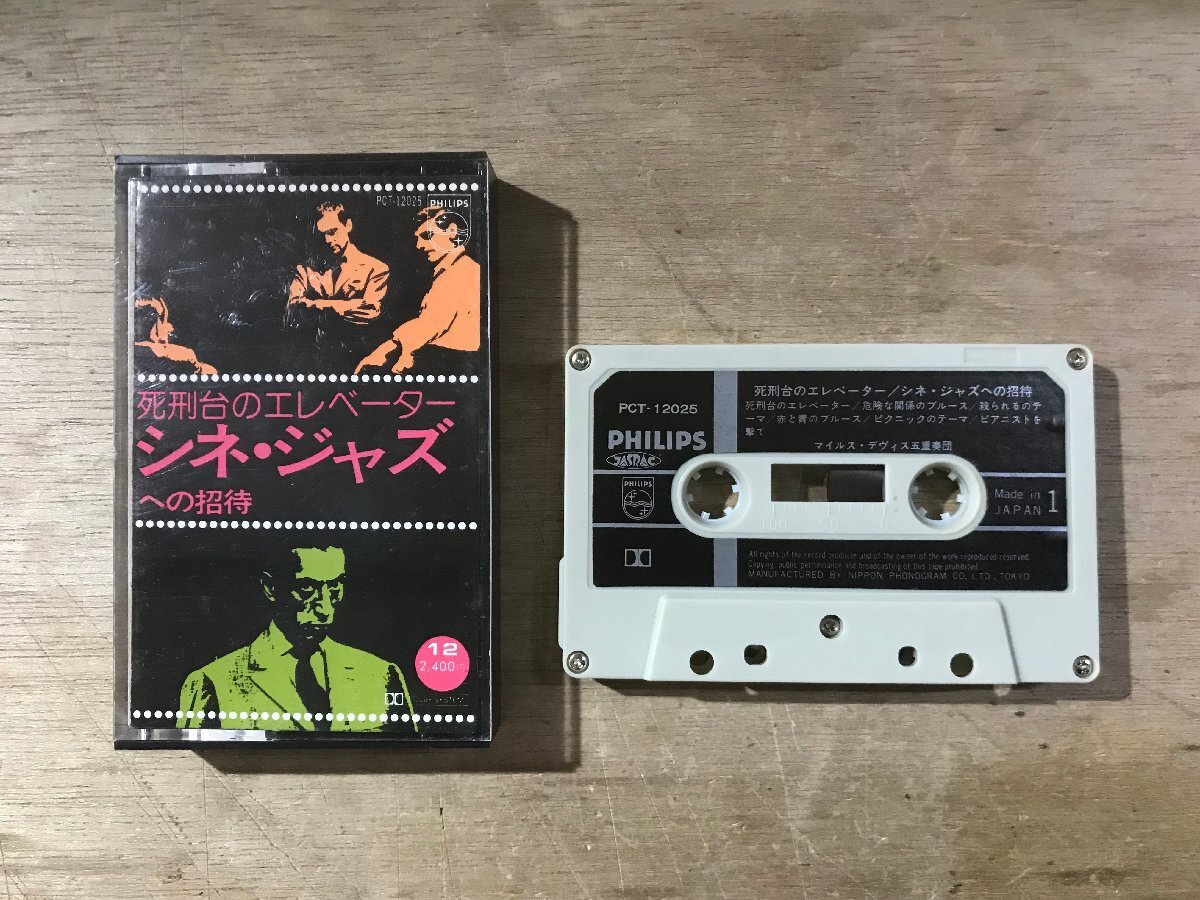 PCT-12025
PHILIPS
死刑台のエレベーター
シネ・ジャズ
への招待
12
2,400
PCT-12025
PHILIPS
JASRAC
PHILIPS
死刑台のエレベーター/シネ・ジャズへの招待
死刑台のエレベーター/危険な関係のブルース/殺られるのテ
ーマ/赤と青のブルース/ピクニックのテーマ/ピアニストを
撃て
マイルス・デヴィス五重奏団
100 50 0
Made in
JAPAN
1
All rights of the record producer and of the owner of the work reproduced reserved.
Copying, public performance and broadcasting of this tape prohibited.
MANUFACTURED BY NIPPON PHONOGRAM CO., LTD., TOKYO